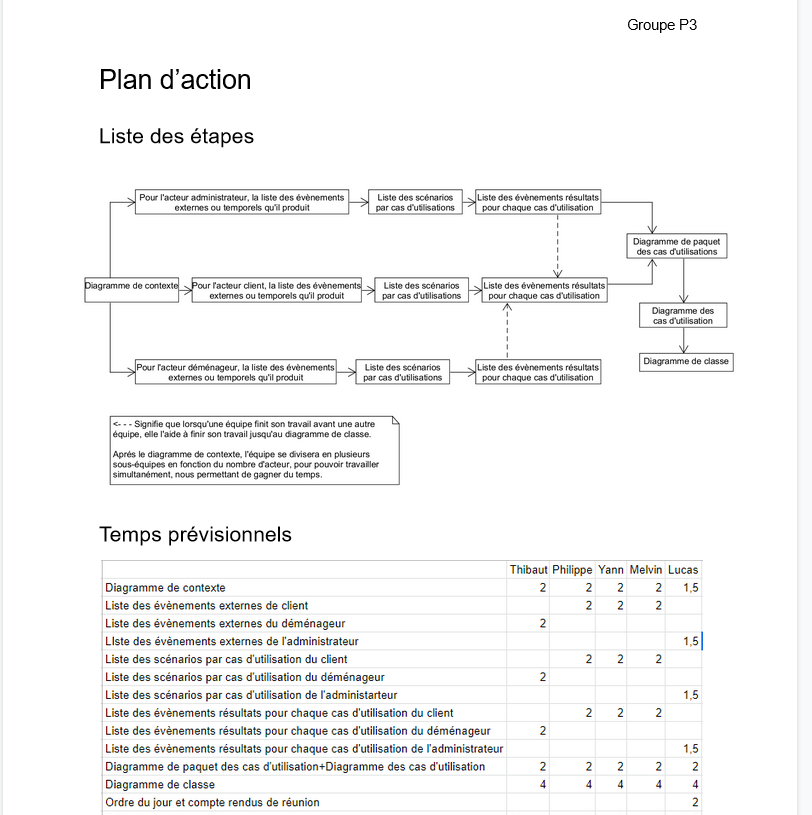 Groupe P3
Plan d’action
Liste des étapes
Pour l'acteur administrateur, la liste des évènements
externes ou temporels qu'il produit
Liste des scénarios
par cas d'utilisations
Liste des évènements résultats
pour chaque cas d'utilisation
Diagramme de paquet
des cas d'utilisations
Diagramme de contexte
Pour l'acteur client, la liste des évènements
externes ou temporels qu'il produit
Liste des scénarios
par cas d'utilisations
Liste des évènements résultats
pour chaque cas d'utilisation
Diagramme des
cas d'utilisation
Diagramme de classe
Pour l'acteur déménageur, la liste des évènements
externes ou temporels qu'il produit
Liste des scénarios
par cas d'utilisations
Liste des évènements résultats
pour chaque cas d'utilisation
<- - - Signifie que lorsqu'une équipe finit son travail avant une autre
équipe, elle l'aide à finir son travail jusqu'au diagramme de classe.
Aprés le diagramme de contexte, l'équipe se divisera en plusieurs
sous-équipes en fonction du nombre d'acteur, pour pouvoir travailler
simultanément, nous permettant de gagner du temps.
Temps prévisionnels
Thibaut Philippe Yann Melvin Lucas
Diagramme de contexte 2 2 2 2 1,5
Liste des évènements externes de client 2 2 2
Liste des évènements externes du déménageur 2
LIste des évènements externes de l'administrateur 1,5
Liste des scénarios par cas d'utilisation du client 2 2 2
Liste des scénarios par cas d'utilisation du déménageur 2
Liste des scénarios par cas d'utilisation de l'administarteur 1,5
Liste des évènements résultats pour chaque cas d'utilisation du client 2 2 2
Liste des évènements résultats pour chaque cas d'utilisation du déménageur 2
Liste des évènements résultats pour chaque cas d'utilisation de l'administrateur 1,5
Diagramme de paquet des cas d'utilisation+Diagramme des cas d'utilisation 2 2 2 2 2
Diagramme de classe 4 4 4 4 4
Ordre du jour et compte rendus de réunion 2